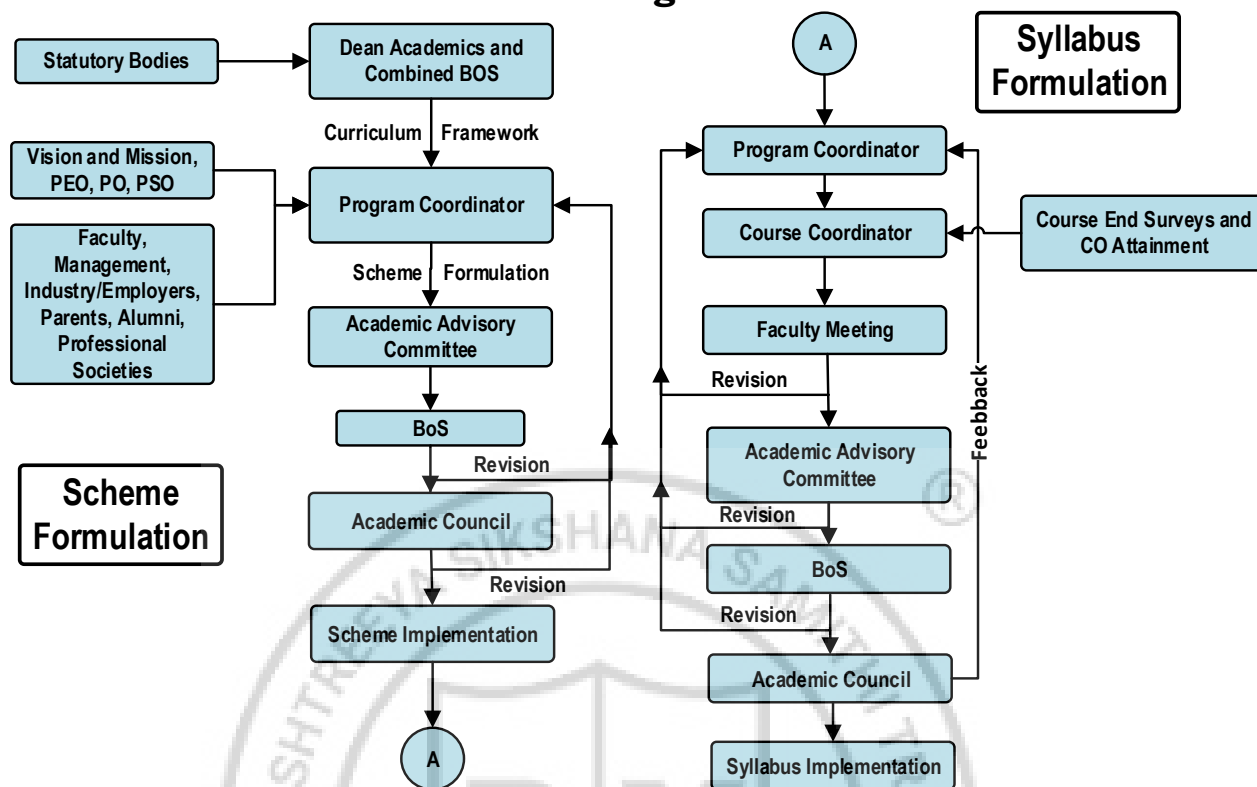 Statutory Bodies
Dean Academics and
Combined BOS
Curriculum Framework
Vision and Mission,
PEO, PO, PSO
Program Coordinator
Faculty,
Management,
Industry/Employers,
Parents, Alumni,
Professional
Societies
Scheme Formulation
Academic Advisory
Committee
BoS
Revision
Scheme
Formulation
Academic Council
Revision
Scheme Implementation
A
A
Syllabus
Formulation
Program Coordinator
Course Coordinator
Course End Surveys and
CO Attainment
Faculty Meeting
Revision
Feebback
Academic Advisory
Committee
Revision
BoS
Revision
Academic Council
Syllabus Implementation
SIKSHANA SAMITHI
®